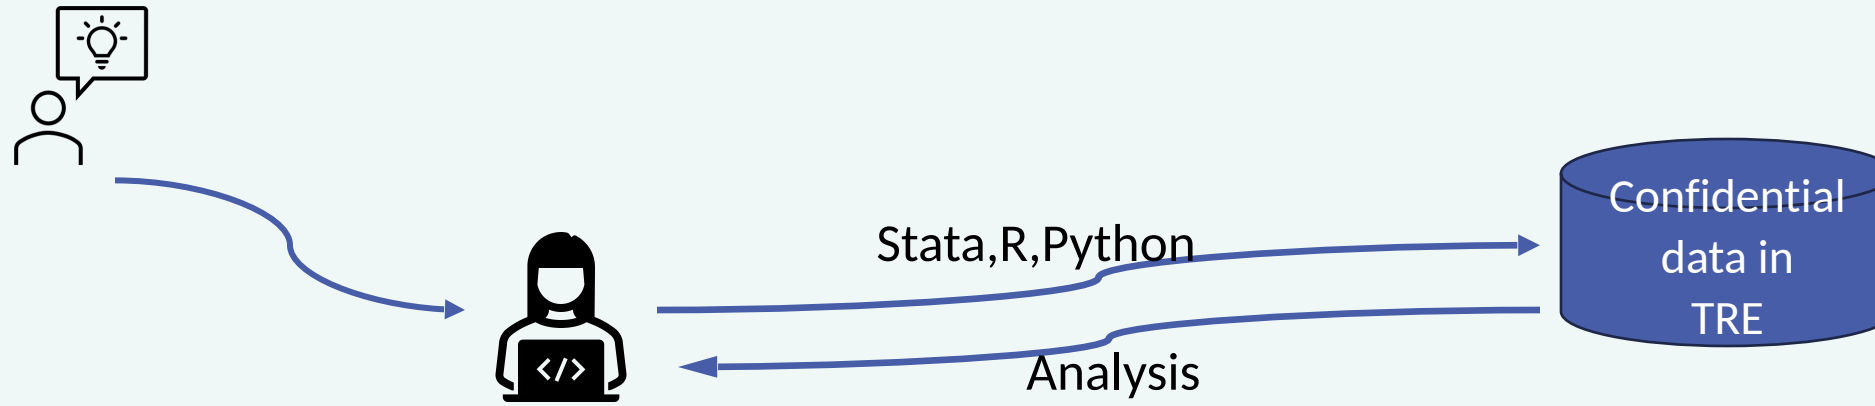 Stata,R,Python
Confidential
data in
TRE
Analysis
</>